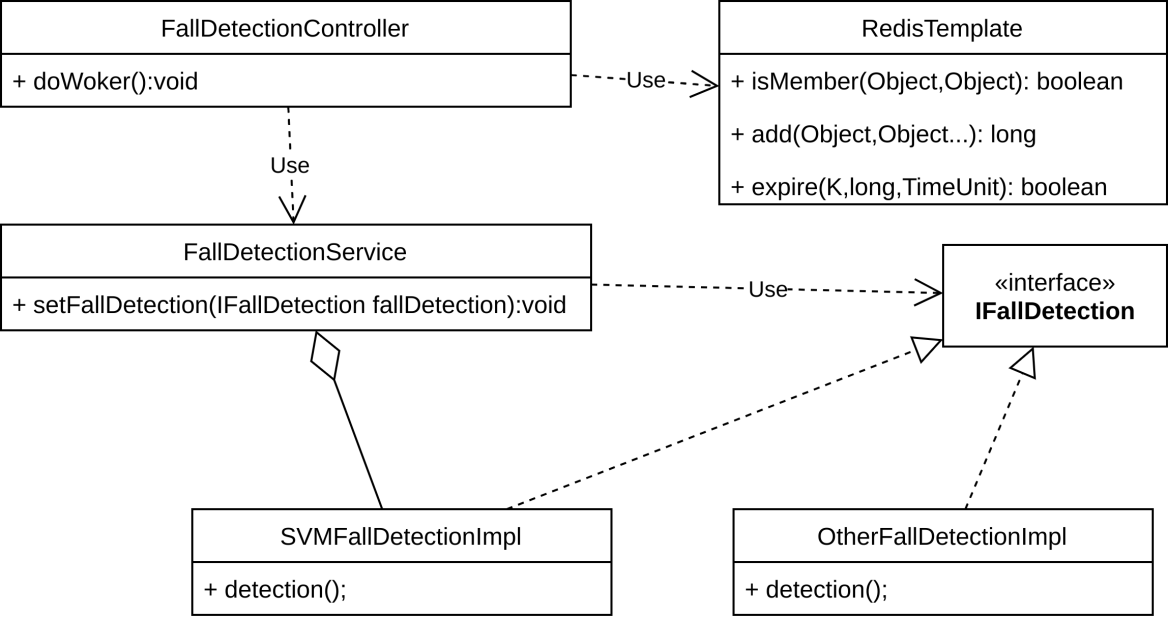 FallDetectionController
+ doWoker():void
Use
RedisTemplate
+ isMember(Object,Object): boolean
+ add(Object,Object...): long
+ expire(K,long,TimeUnit): boolean
Use
FallDetectionService
+ setFallDetection(IFallDetection fallDetection):void
Use
«interface»
IFallDetection
SVMFallDetectionImpl
+ detection();
OtherFallDetectionImpl
+ detection();